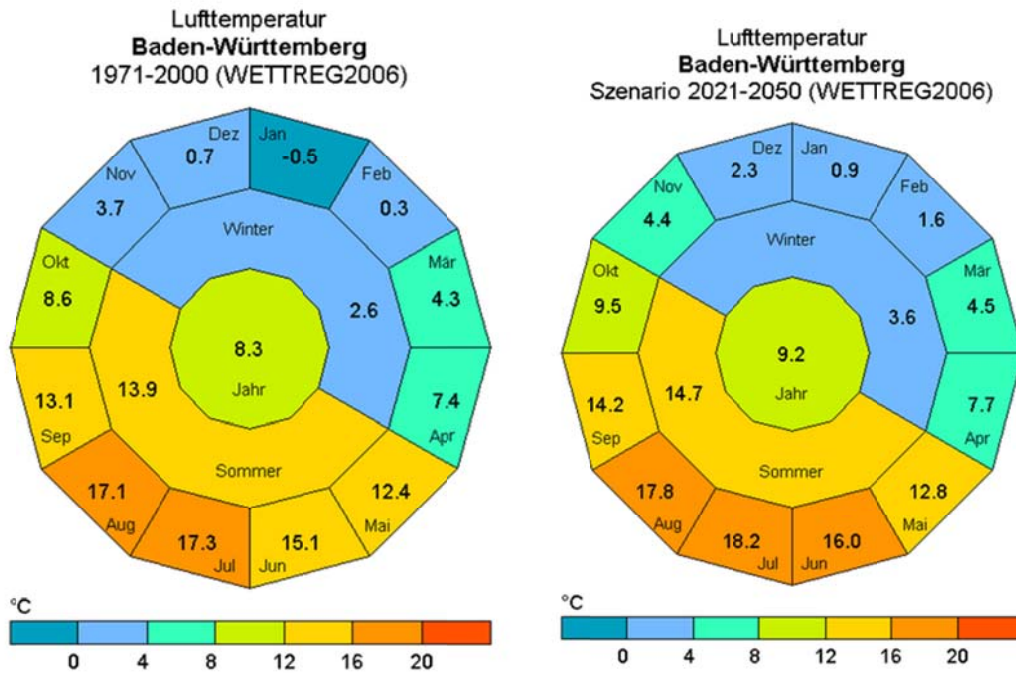 Lufttemperatur
Baden-Württemberg
1971-2000 (WETTREG2006)
Dez
0.7
Jan
-0.5
Nov
3.7
Feb
0.3
Winter
Okt
8.6
Mär
4.3
2.6
8.3
Jahr
13.9
13.1
Sep
7.4
Apr
Sommer
17.1
Aug
17.3
Jul
15.1
Jun
12.4
Mai
°C
0 4 8 12 16 20
Lufttemperatur
Baden-Württemberg
Szenario 2021-2050 (WETTREG2006)
Dez
2.3
Jan
0.9
Nov
4.4
Feb
1.6
Winter
Okt
9.5
Mär
4.5
3.6
9.2
Jahr
14.7
14.2
Sep
7.7
Apr
Sommer
17.8
Aug
18.2
Jul
16.0
Jun
12.8
Mai
°C
0 4 8 12 16 20